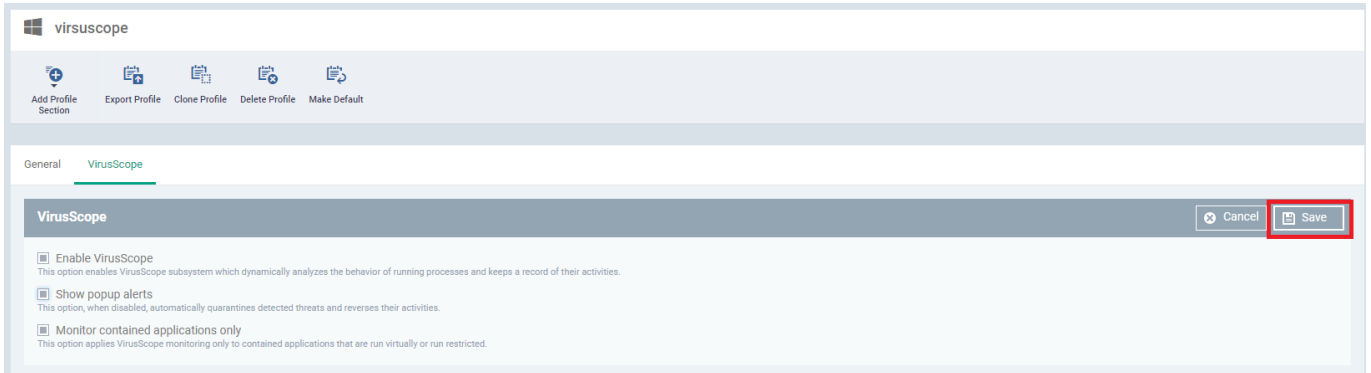 virsuscope
Add Profile
Section
Export Profile
Clone Profile
Delete Profile
Make Default
General
VirusScope
VirusScope
Cancel
Save
Enable VirusScope
This option enables VirusScope subsystem which dynamically analyzes the behavior of running processes and keeps a record of their activities.
Show popup alerts
This option, when disabled, automatically quarantines detected threats and reverses their activities.
Monitor contained applications only
This option applies VirusScope monitoring only to contained applications that are run virtually or run restricted.